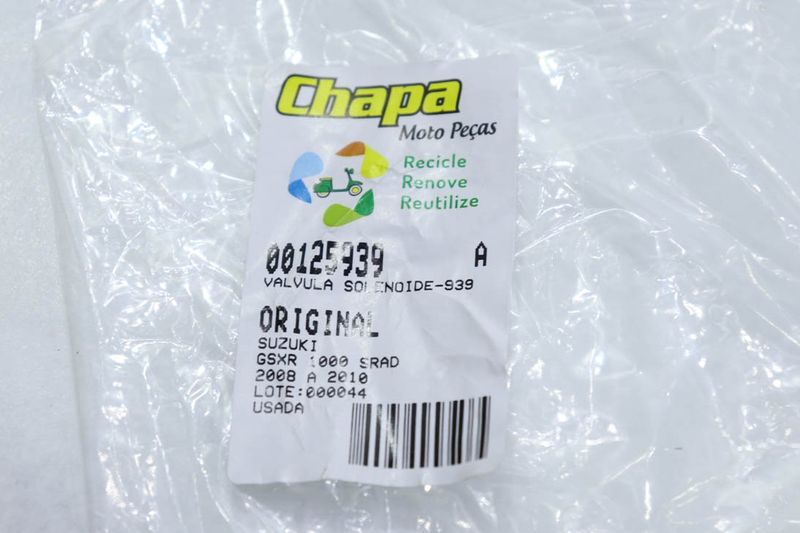 Chapa
Moto Peças
Recicle
Renove
Reutilize
00125939 A
VALVULA SOLENOIDE-939
ORIGINAL
SUZUKI
GSXR 1000 SRAD
2008 A 2010
LOTE:000044
USADA